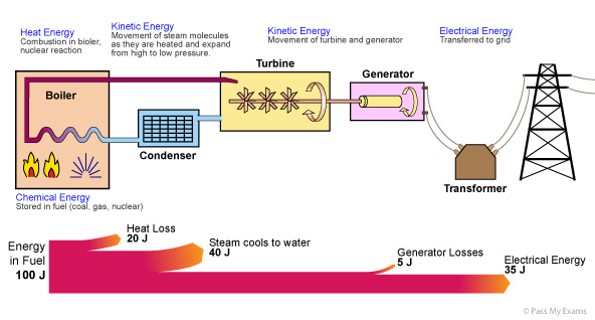 Heat Energy
Combustion in bioler,
nuclear reaction
Kinetic Energy
Movement of steam molecules
as they are heated and expand
from high to low pressure.
Kinetic Energy
Movement of turbine and generator
Electrical Energy
Transferred to grid
Turbine
Generator
Boiler
Condenser
Transformer
Chemical Energy
Stored in fuel (coal, gas, nuclear)
Energy
in Fuel
100 J
Heat Loss
20 J
Steam cools to water
40 J
Generator Losses
5 J
Electrical Energy
35 J
© Pass My Exams